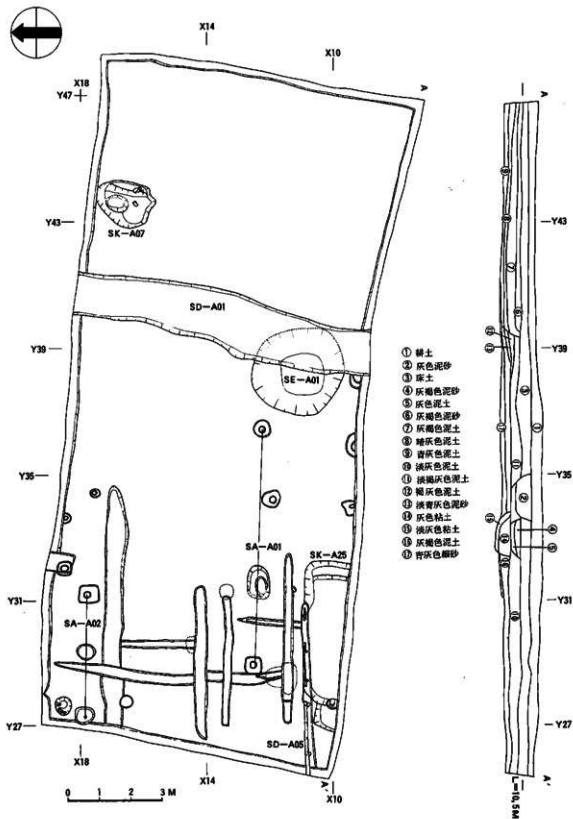 X14
X10
X18
Y47
A
A
Y43
Y43
SK-A07
SD-A01
Y39
Y39
SE-A01
① 耕土
② 灰色泥砂
③ 床土
④ 灰褐色泥砂
⑤ 灰色泥土
⑥ 灰褐色泥砂
⑦ 灰褐色泥土
⑧ 暗灰色泥土
⑨ 青灰色泥土
⑩ 淡灰色泥土
⑪ 淡褐灰色泥土
⑫ 褐灰色泥土
⑬ 淡青灰色泥砂
⑭ 灰色粘土
⑮ 淡灰色粘土
⑯ 灰褐色泥土
⑰ 青灰色細砂
Y35
Y35
SA-A01
SK-A25
Y31
Y31
SA-A02
Y27
Y27
SD-A05
X18
X14
X10
A'
A'
0 1 2 3 M
L=10,5M